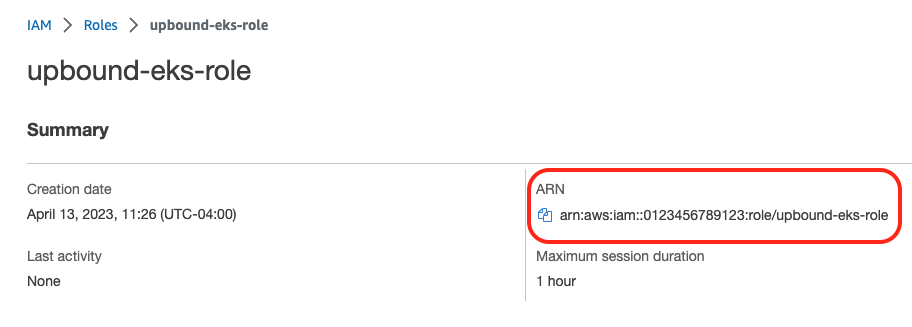 IAM > Roles > upbound-eks-role
upbound-eks-role
Summary
Creation date
April 13, 2023, 11:26 (UTC-04:00)
ARN
arn:aws:iam::0123456789123:role/upbound-eks-role
Last activity
None
Maximum session duration
1 hour